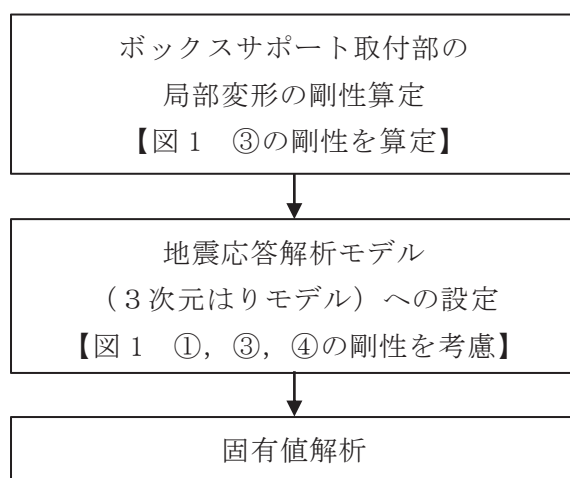 ボックスサポート取付部の
局部変形の剛性算定
【図1　③の剛性を算定】
地震応答解析モデル
（3次元はりモデル）への設定
【図1　①，③，④の剛性を考慮】
固有値解析